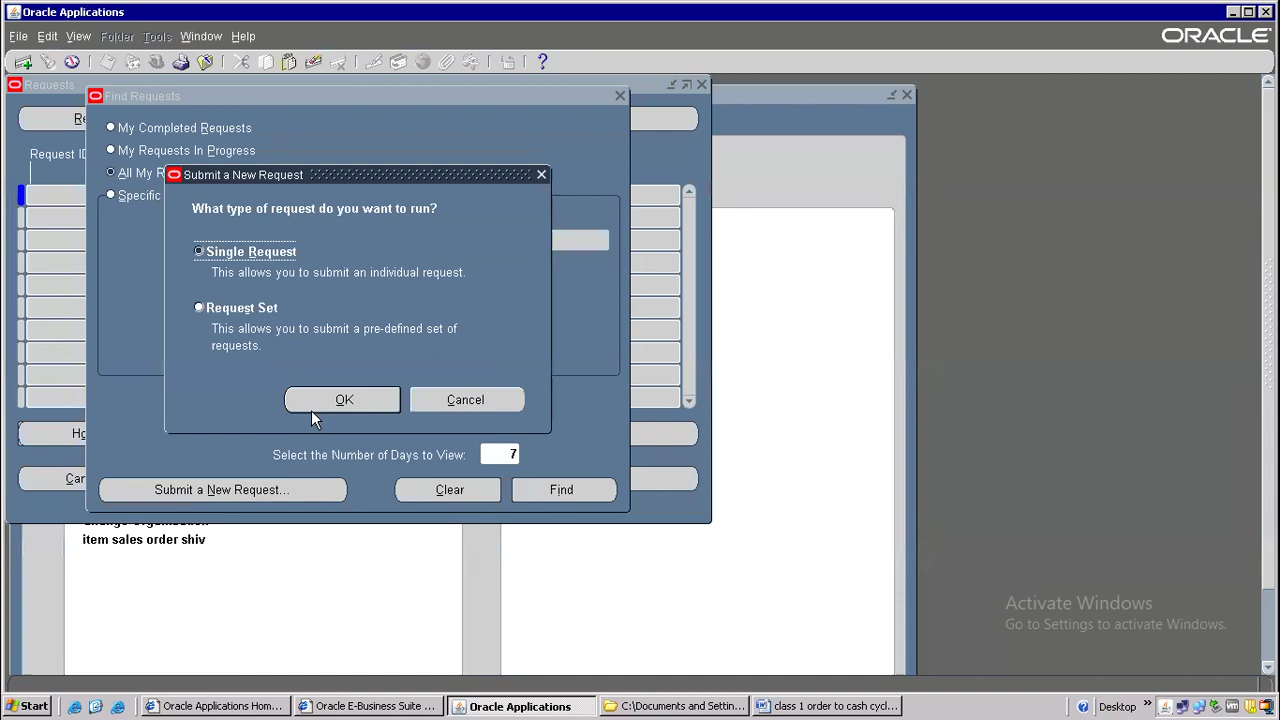 Oracle Applications
File Edit View Folder Tools Window Help
ORACLE
Requests
Find Requests
My Completed Requests
My Requests In Progress
Request ID
All My R
Submit a New Request
Specific
What type of request do you want to run?
Single Request
This allows you to submit an individual request.
Request Set
This allows you to submit a pre-defined set of
requests.
OK
Cancel
Select the Number of Days to View: 7
Submit a New Request...
Clear
Find
item sales order shiv
Activate Windows
Go to Settings to activate Windows.
Start
Oracle Applications Hom...
Oracle E-Business Suite ...
Oracle Applications
C:\Documents and Settin...
class 1 order to cash cycl...
Desktop